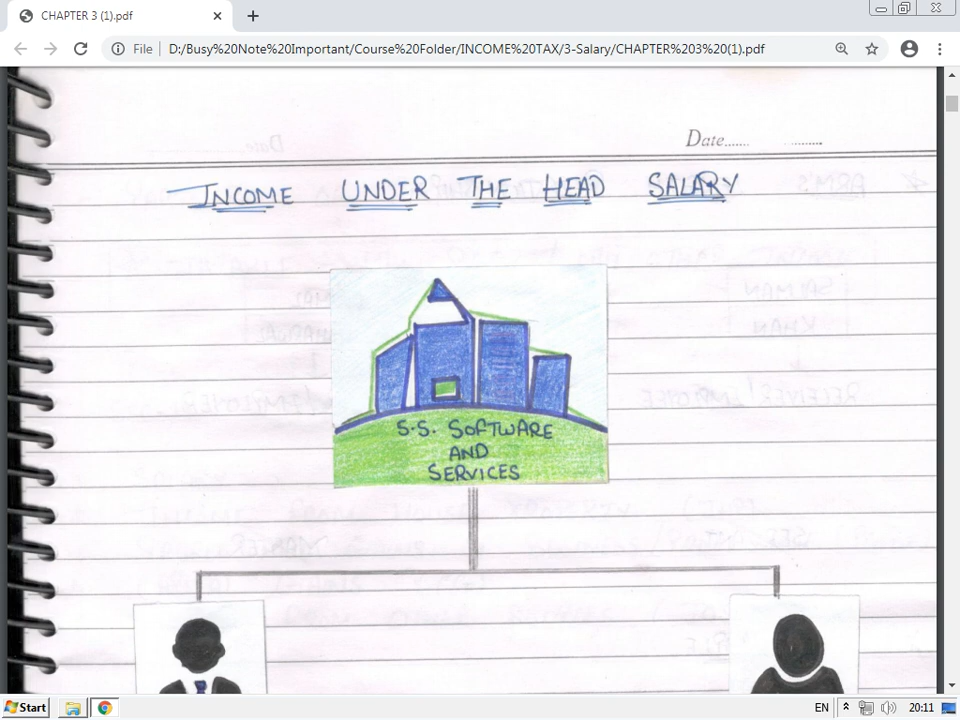 CHAPTER 3 (1).pdf
File
D:/Busy%20Note%20Important/Course%20Folder/INCOME%20TAX/3-Salary/CHAPTER%203%20(1).pdf
Date.......
INCOME UNDER THE HEAD SALARY
S.S. SOFTWARE
AND
SERVICES
Start
EN
20:11